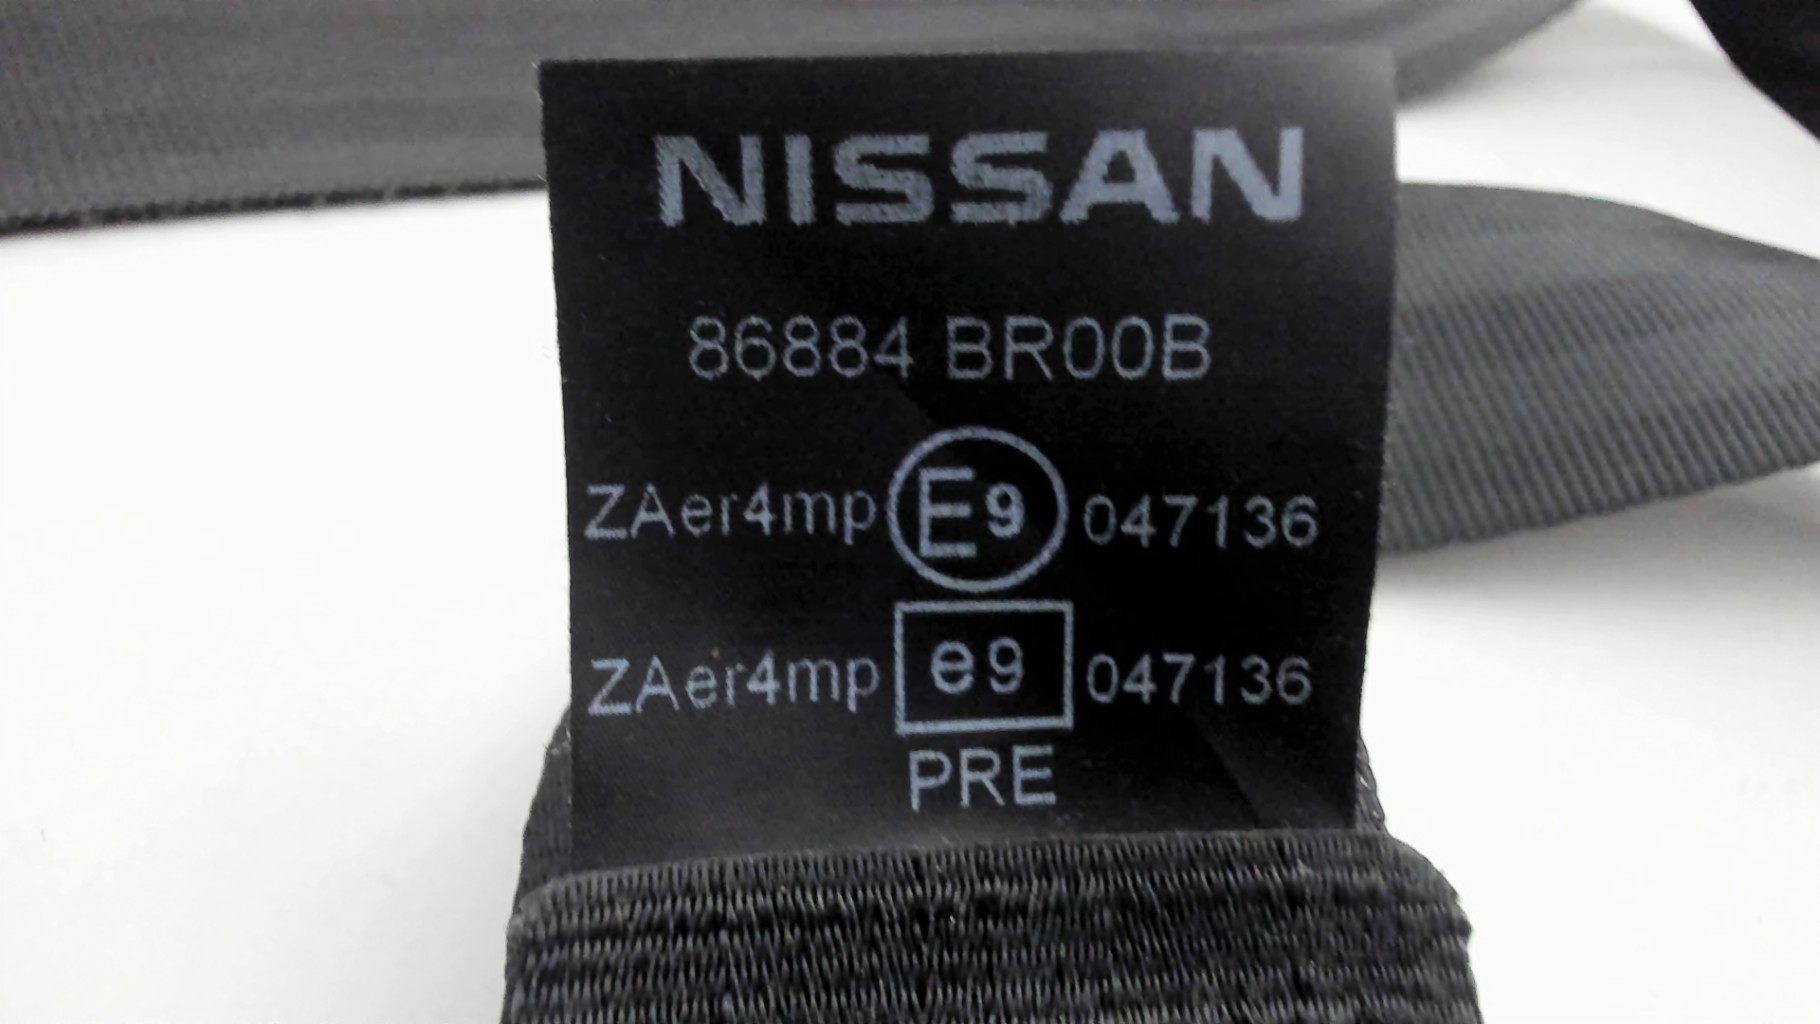 NISSAN
86884 BR00B
ZAer4mp E9 047136
ZAer4mp e9 047136
PRE